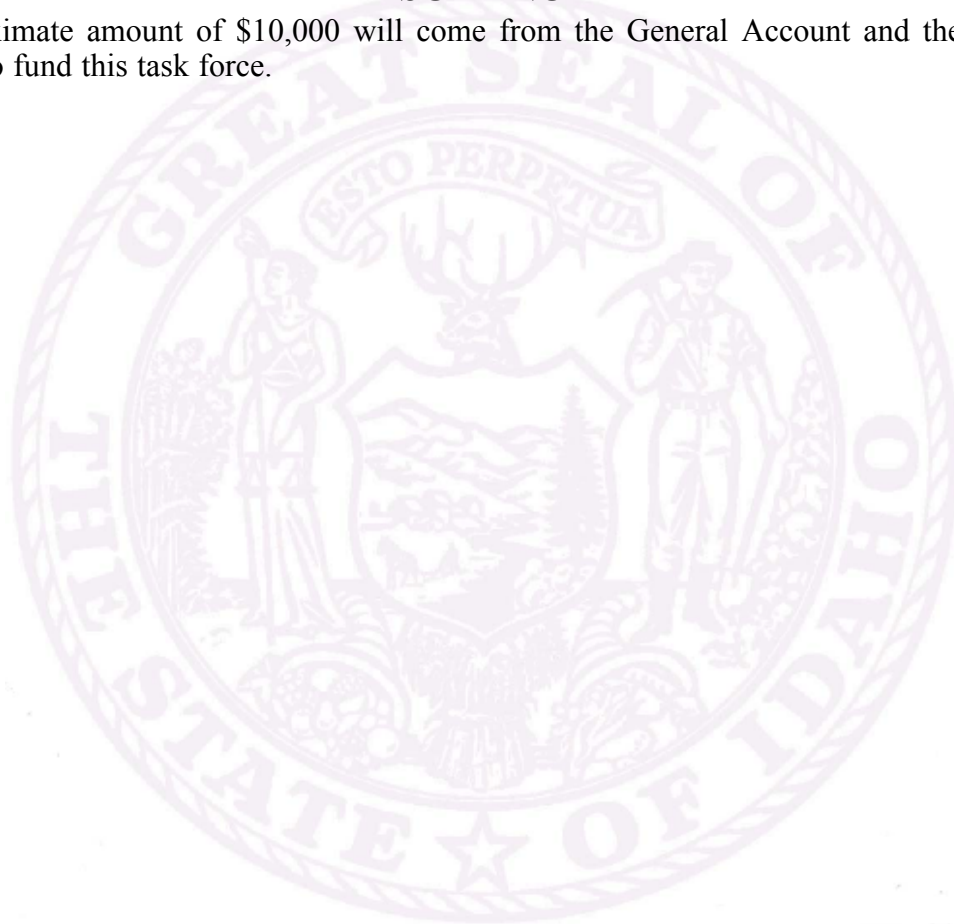 imate amount of $10,000 will come from the General Account and the
fund this task force.
GREAT SEAL OF
ESTO PERPETUA
THE STATE OF IDAHO